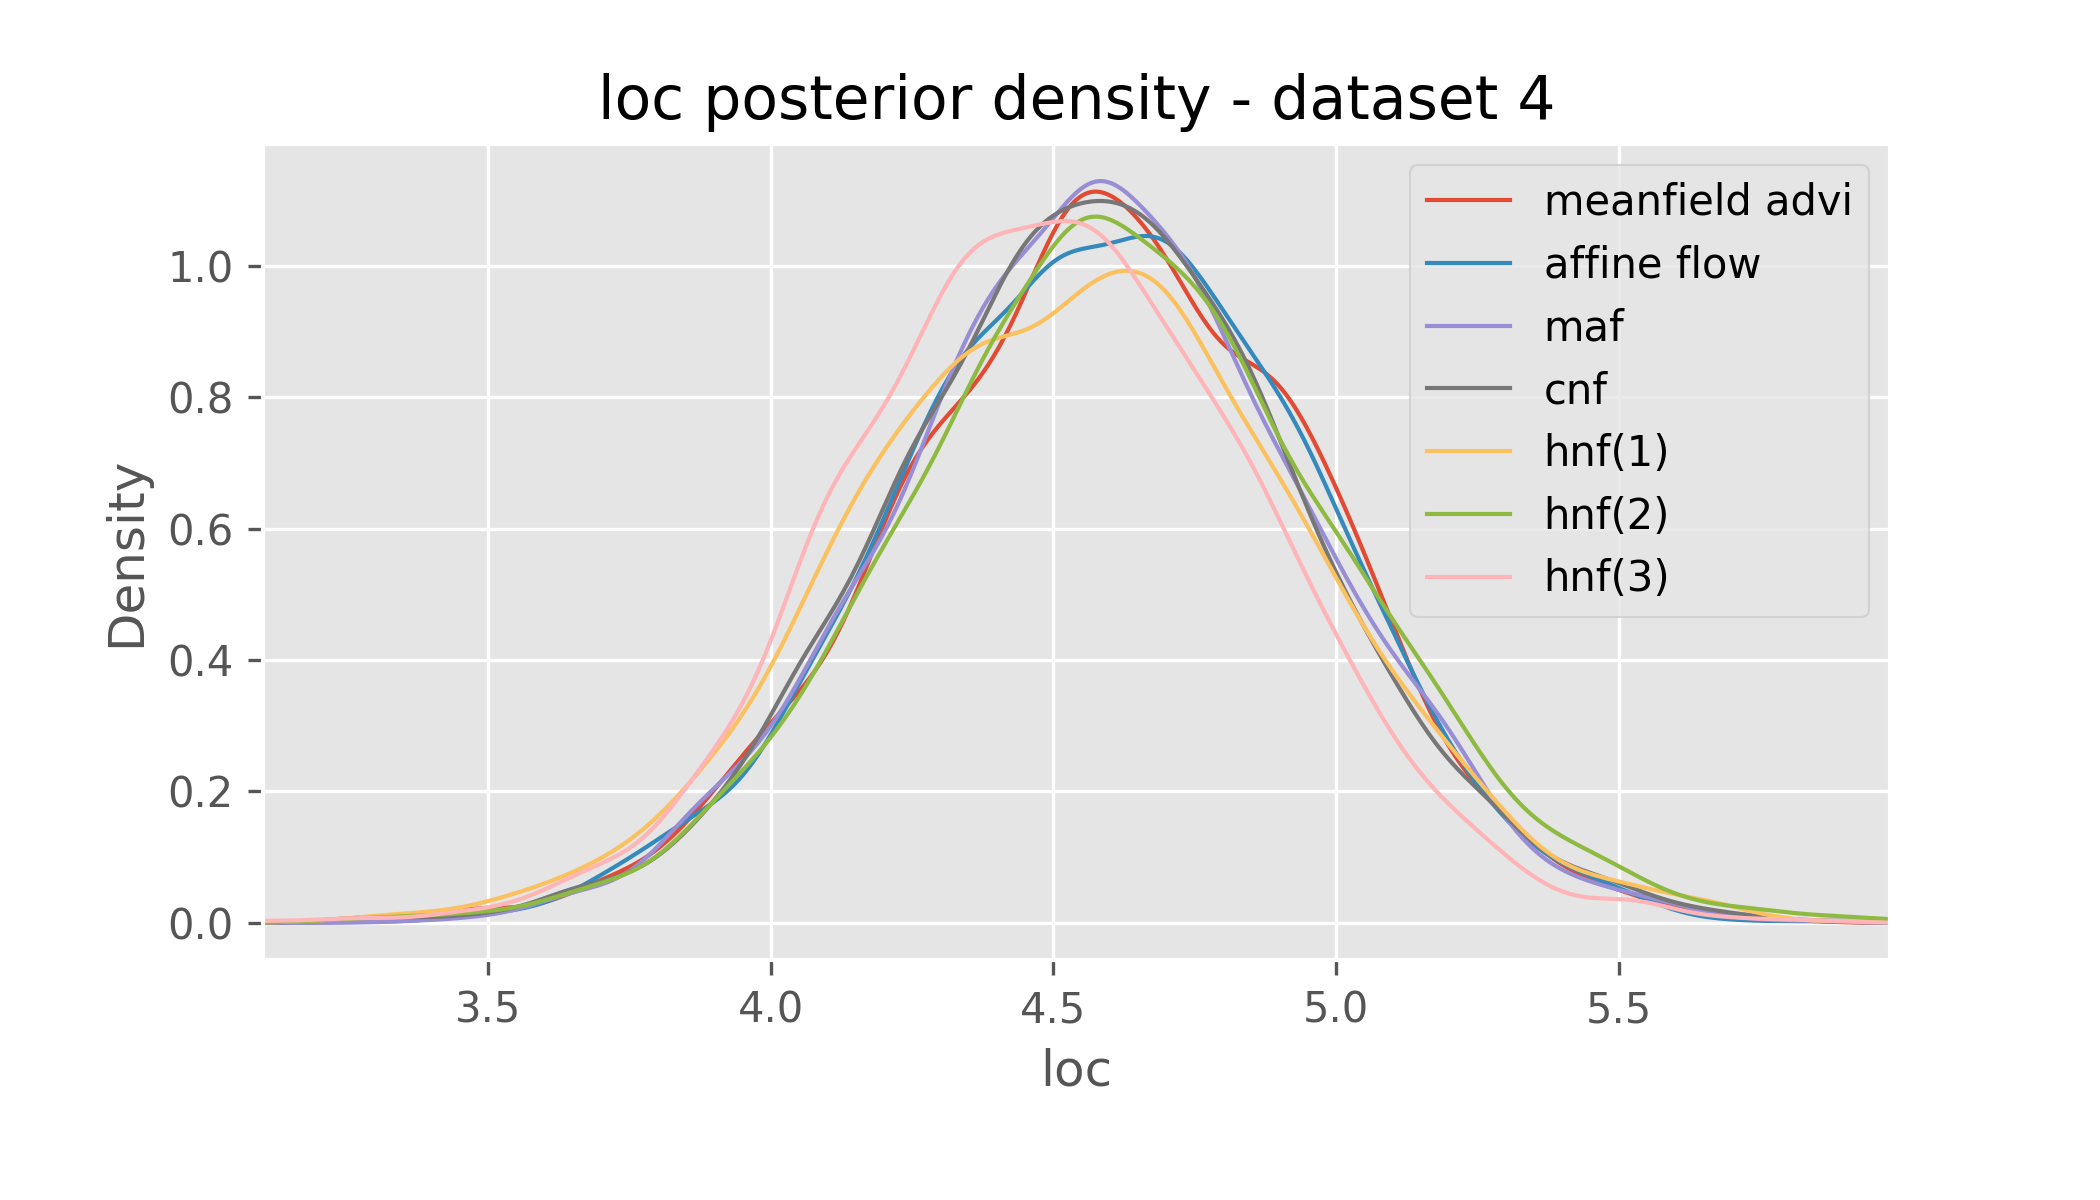 loc posterior density - dataset 4
meanfield advi
affine flow
maf
cnf
hnf(1)
hnf(2)
hnf(3)
Density
1.0
0.8
0.6
0.4
0.2
0.0
3.5 4.0 4.5 5.0 5.5
loc